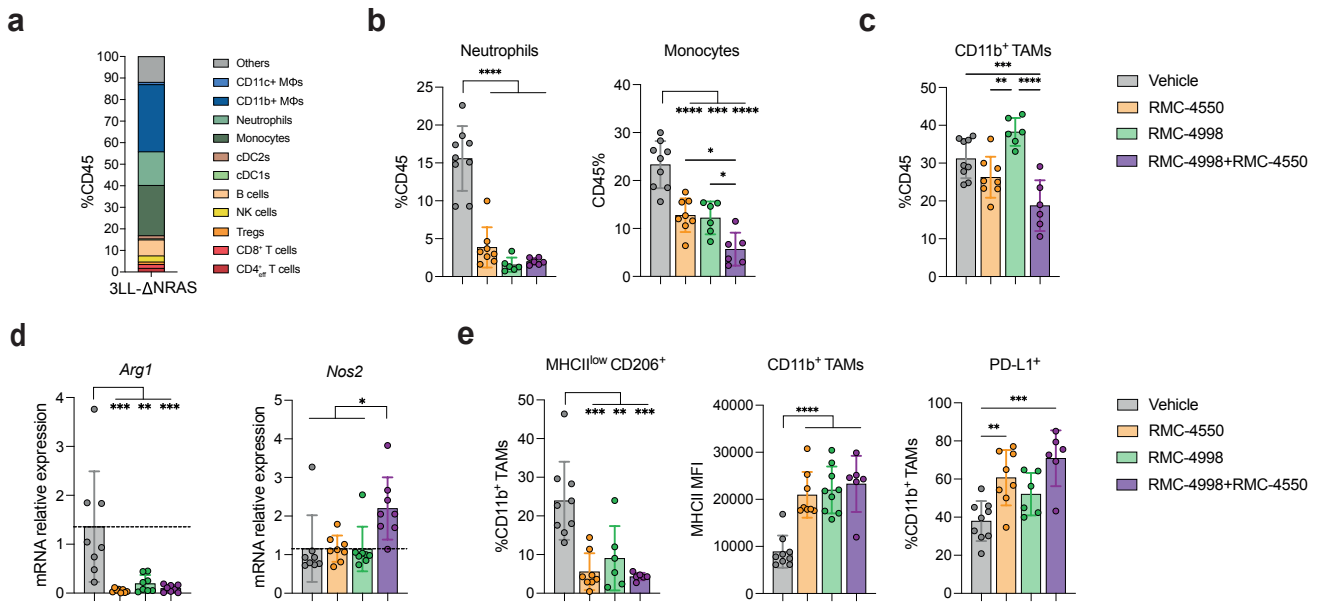 a
%CD45
100
90
80
70
60
50
40
30
20
10
0
3LL-ΔNRAS
Others
CD11c+ MΦs
CD11b+ MΦs
Neutrophils
Monocytes
cDC2s
cDC1s
B cells
NK cells
Tregs
CD8⁺ T cells
CD4⁺eff T cells
b
Neutrophils
%CD45
25
20
15
10
5
0
****
Monocytes
CD45%
40
30
20
10
0
**** *** ****
*
*
c
CD11b⁺ TAMs
%CD45
50
40
30
20
10
0
***
** ****
Vehicle
RMC-4550
RMC-4998
RMC-4998+RMC-4550
d
Arg1
mRNA relative expression
4
3
2
1
0
*** ** ***
Nos2
mRNA relative expression
5
4
3
2
1
0
*
e
MHCII^low CD206⁺
%CD11b⁺ TAMs
50
40
30
20
10
0
*** ** ***
CD11b⁺ TAMs
MHCII MFI
40000
30000
20000
10000
0
****
PD-L1⁺
%CD11b⁺ TAMs
100
80
60
40
20
0
***
**
Vehicle
RMC-4550
RMC-4998
RMC-4998+RMC-4550